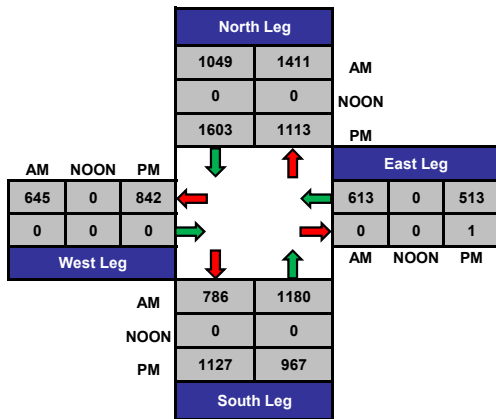 North Leg
1049 1411 AM
0 0 NOON
1603 1113 PM
AM NOON PM East Leg
645 0 842 613 0 513
0 0 0 0 0 1
West Leg AM NOON PM
AM 786 1180
NOON 0 0
PM 1127 967
South Leg